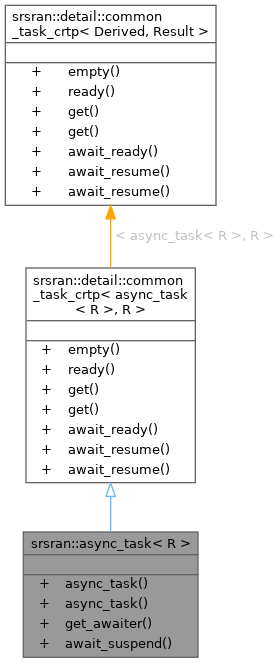 srsran::detail::common
_task_crtp< Derived, Result >
+ empty()
+ ready()
+ get()
+ get()
+ await_ready()
+ await_resume()
+ await_resume()
< async_task< R >, R >
srsran::detail::common
_task_crtp< async_task
< R >, R >
+ empty()
+ ready()
+ get()
+ get()
+ await_ready()
+ await_resume()
+ await_resume()
srsran::async_task< R >
+ async_task()
+ async_task()
+ get_awaiter()
+ await_suspend()